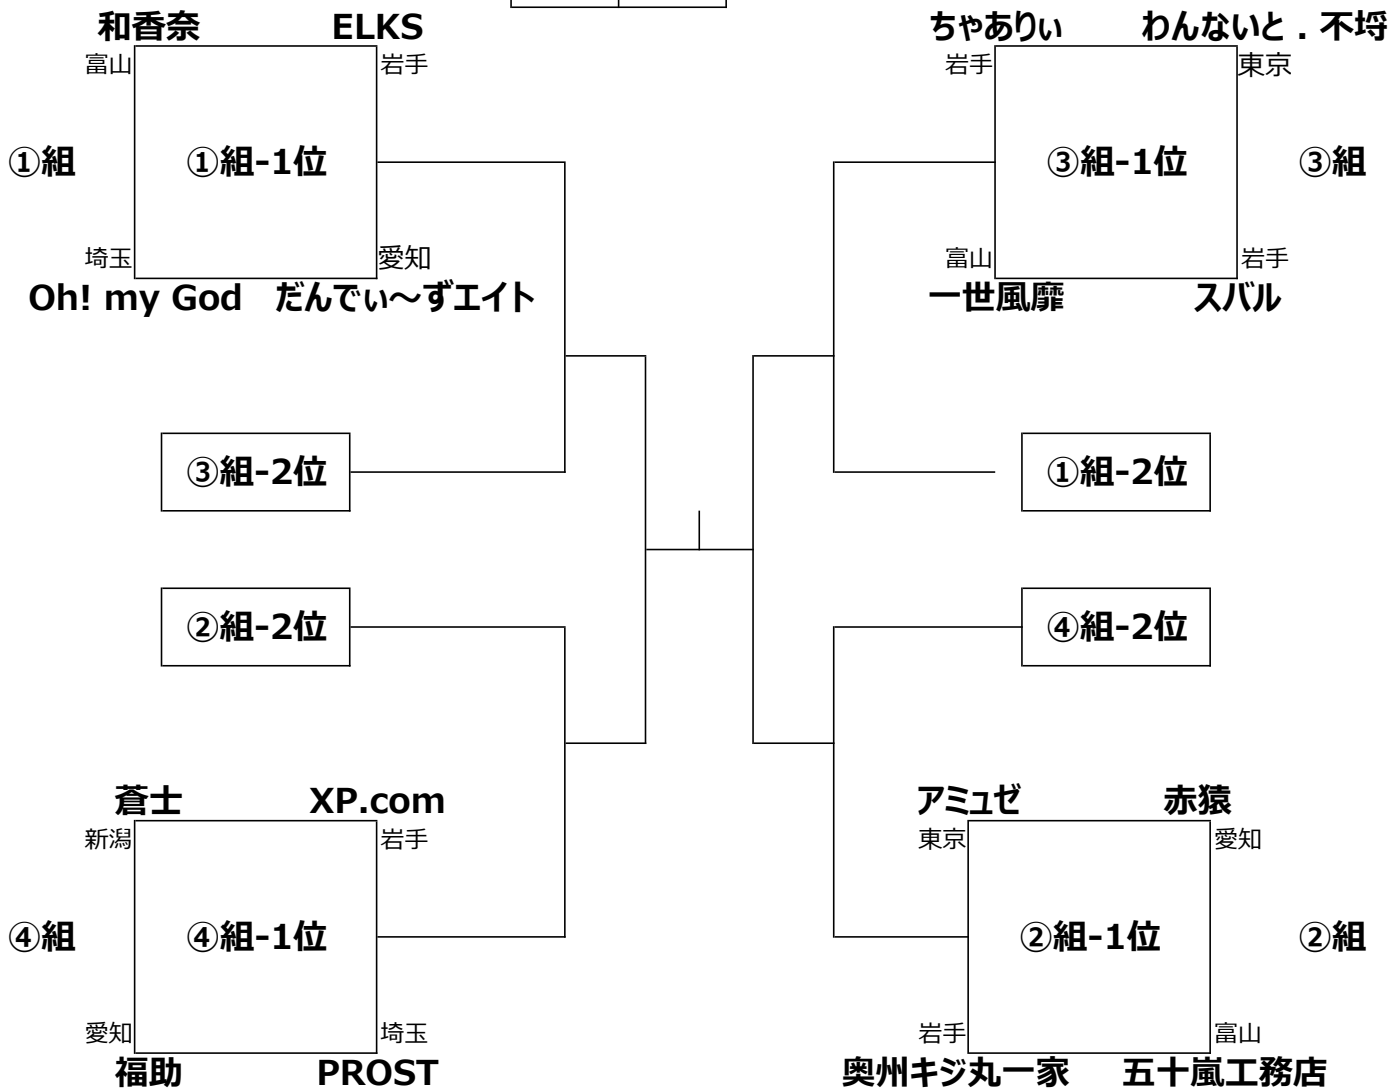 和香奈 ELKS ちゃありぃ わんないと．不埒
富山 岩手 岩手 東京
①組 ①組-1位 ③組-1位 ③組
埼玉 愛知 富山 岩手
Oh! my God だんでぃ～ずエイト 一世風靡 スバル
③組-2位 ①組-2位
②組-2位 ④組-2位
蒼士 XP.com アミュゼ 赤猿
新潟 岩手 東京 愛知
④組 ④組-1位 ②組-1位 ②組
愛知 埼玉 岩手 富山
福助 PROST 奥州キジ丸一家 五十嵐工務店